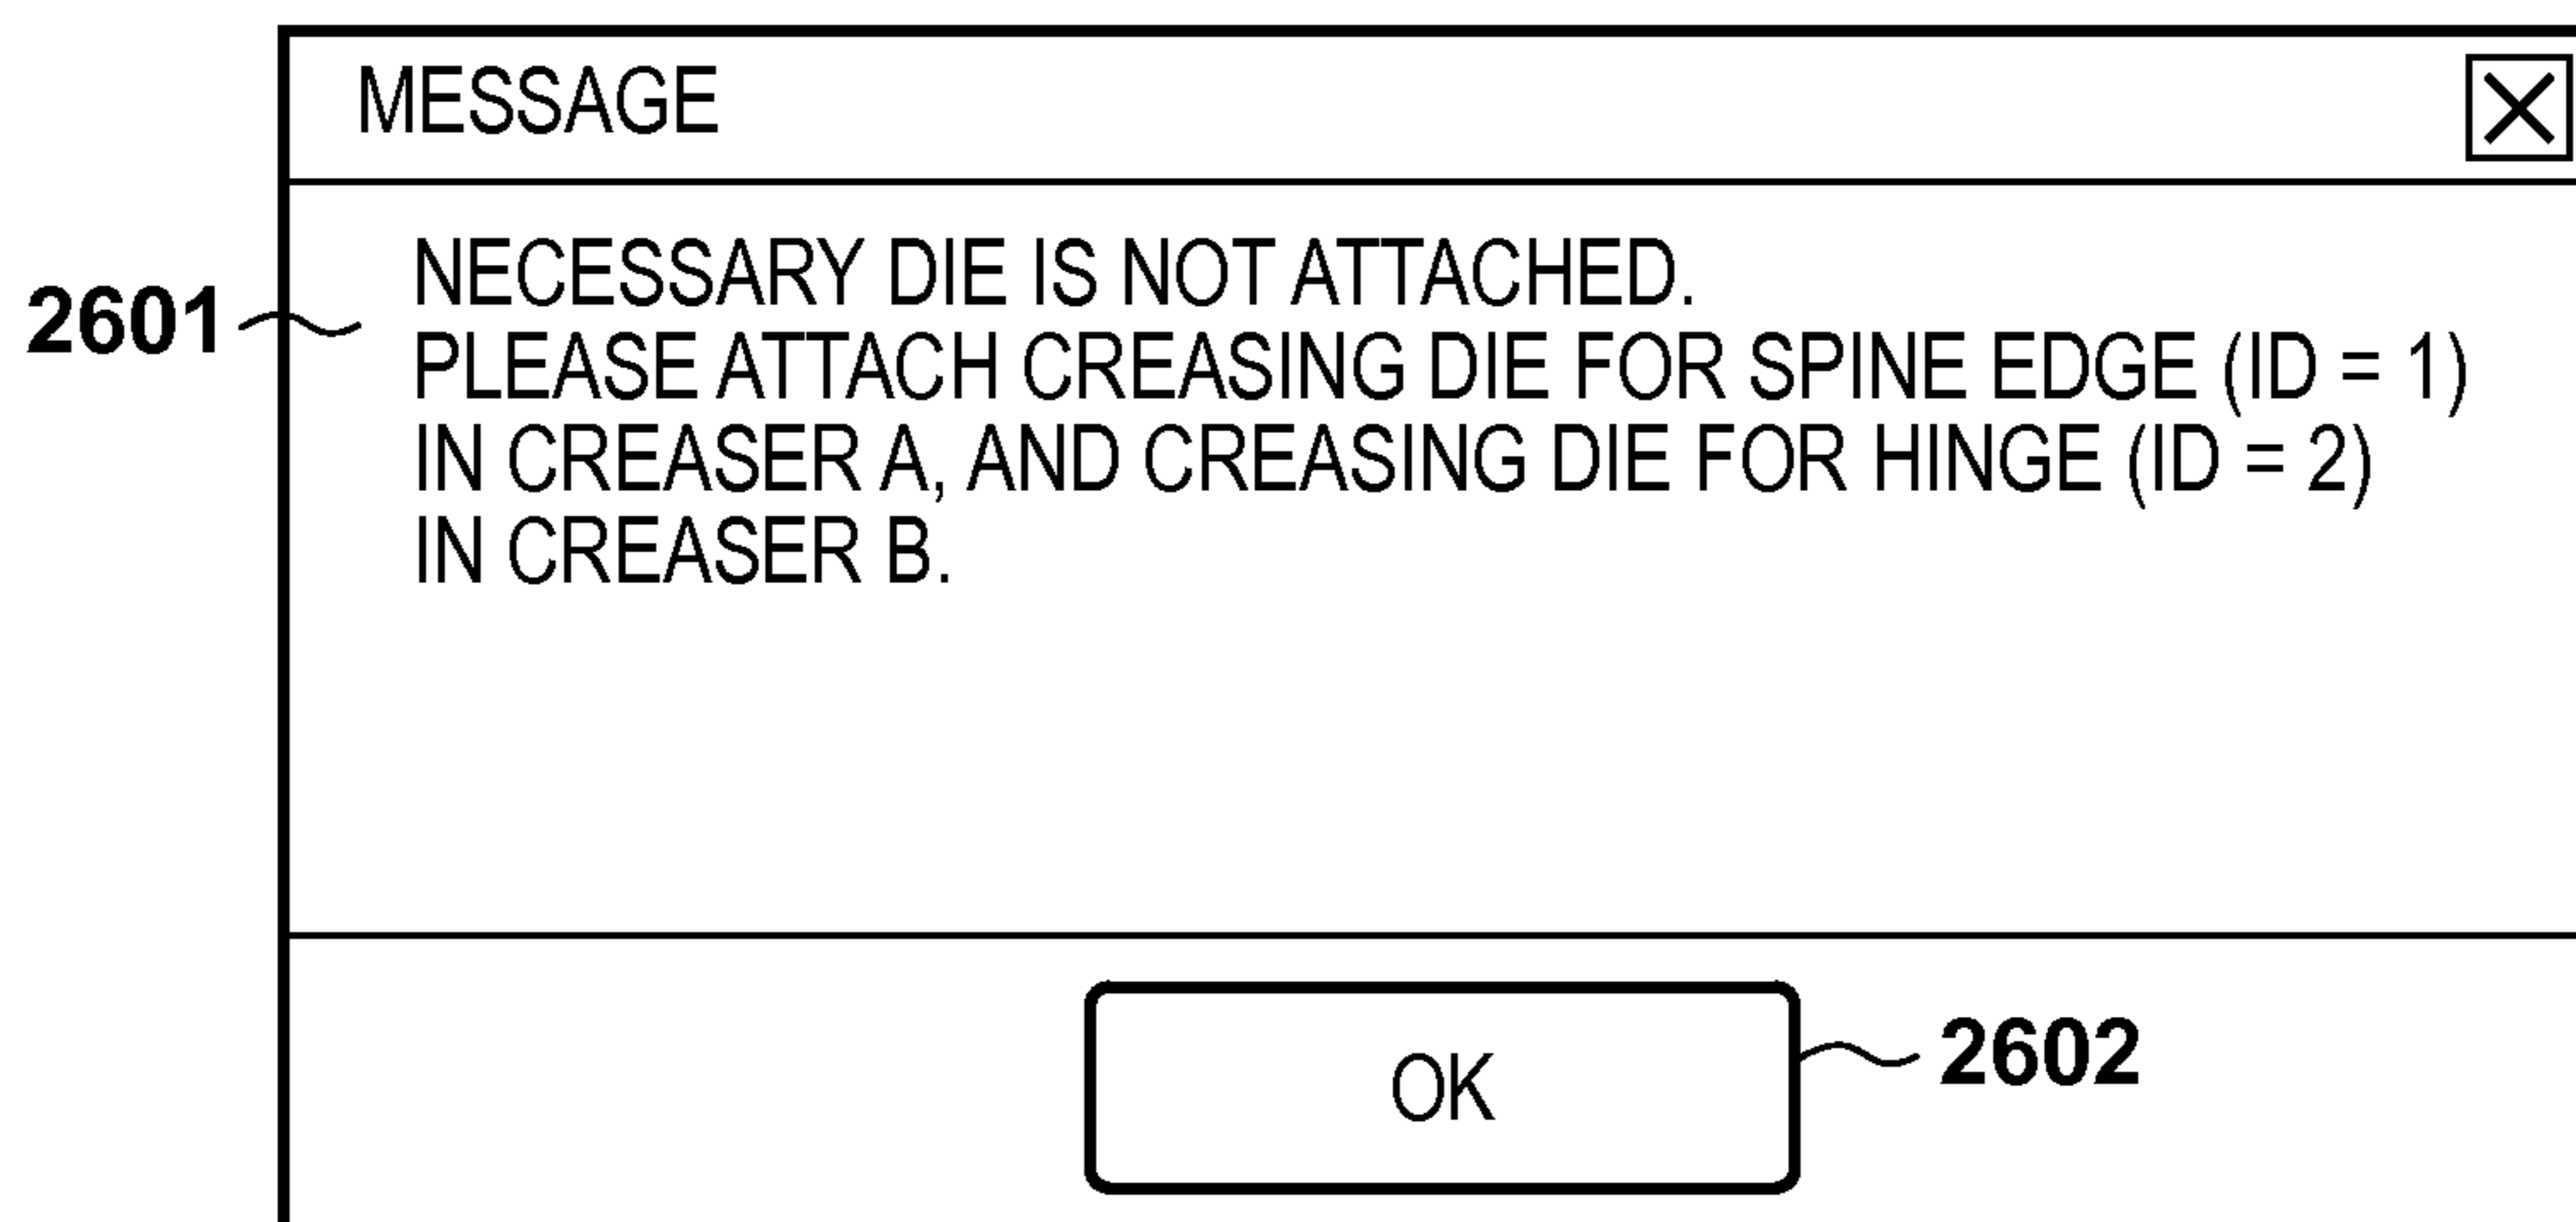 MESSAGE
2601
NECESSARY DIE IS NOT ATTACHED.
PLEASE ATTACH CREASING DIE FOR SPINE EDGE (ID = 1)
IN CREASER A, AND CREASING DIE FOR HINGE (ID = 2)
IN CREASER B.
OK
2602